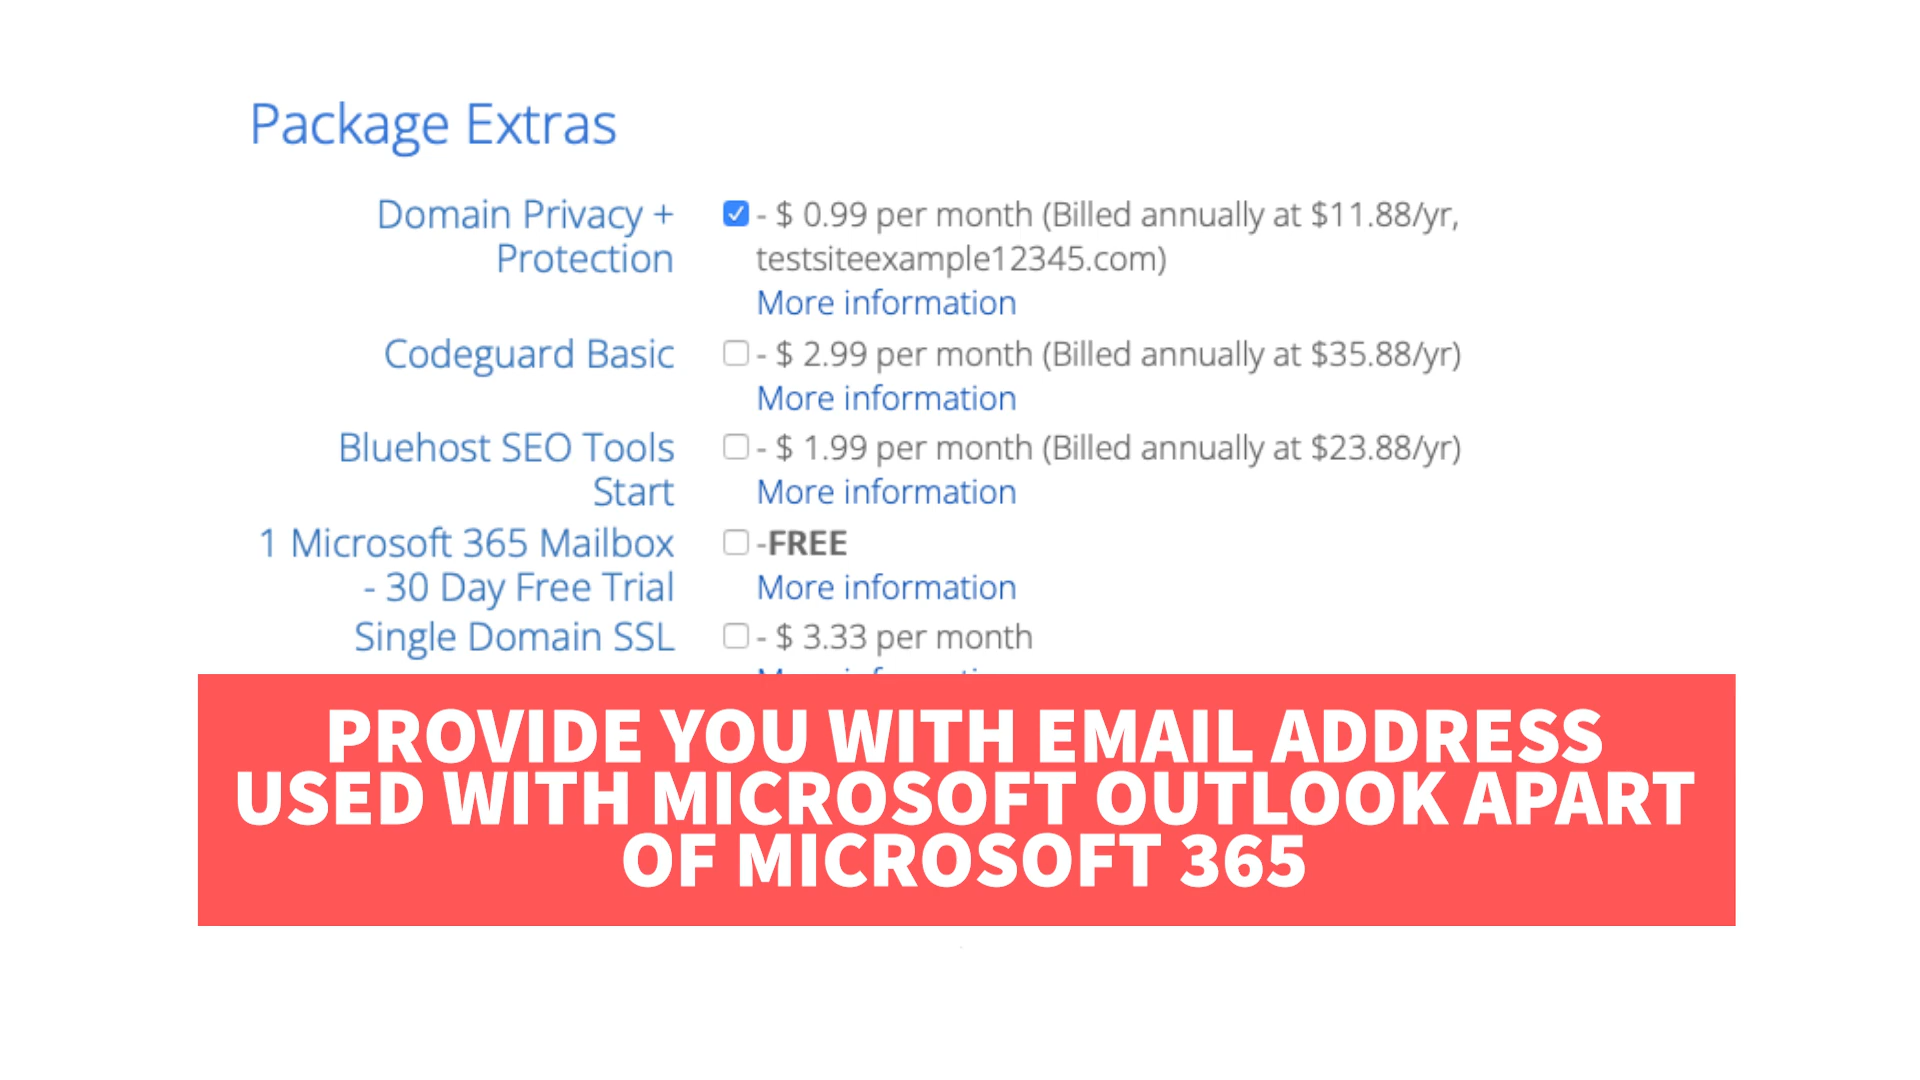 Package Extras
Domain Privacy + - $ 0.99 per month (Billed annually at $11.88/yr,
Protection testsiteexample12345.com)
More information
Codeguard Basic - $ 2.99 per month (Billed annually at $35.88/yr)
More information
Bluehost SEO Tools - $ 1.99 per month (Billed annually at $23.88/yr)
Start More information
1 Microsoft 365 Mailbox -FREE
- 30 Day Free Trial More information
Single Domain SSL - $ 3.33 per month
PROVIDE YOU WITH EMAIL ADDRESS
USED WITH MICROSOFT OUTLOOK APART
OF MICROSOFT 365